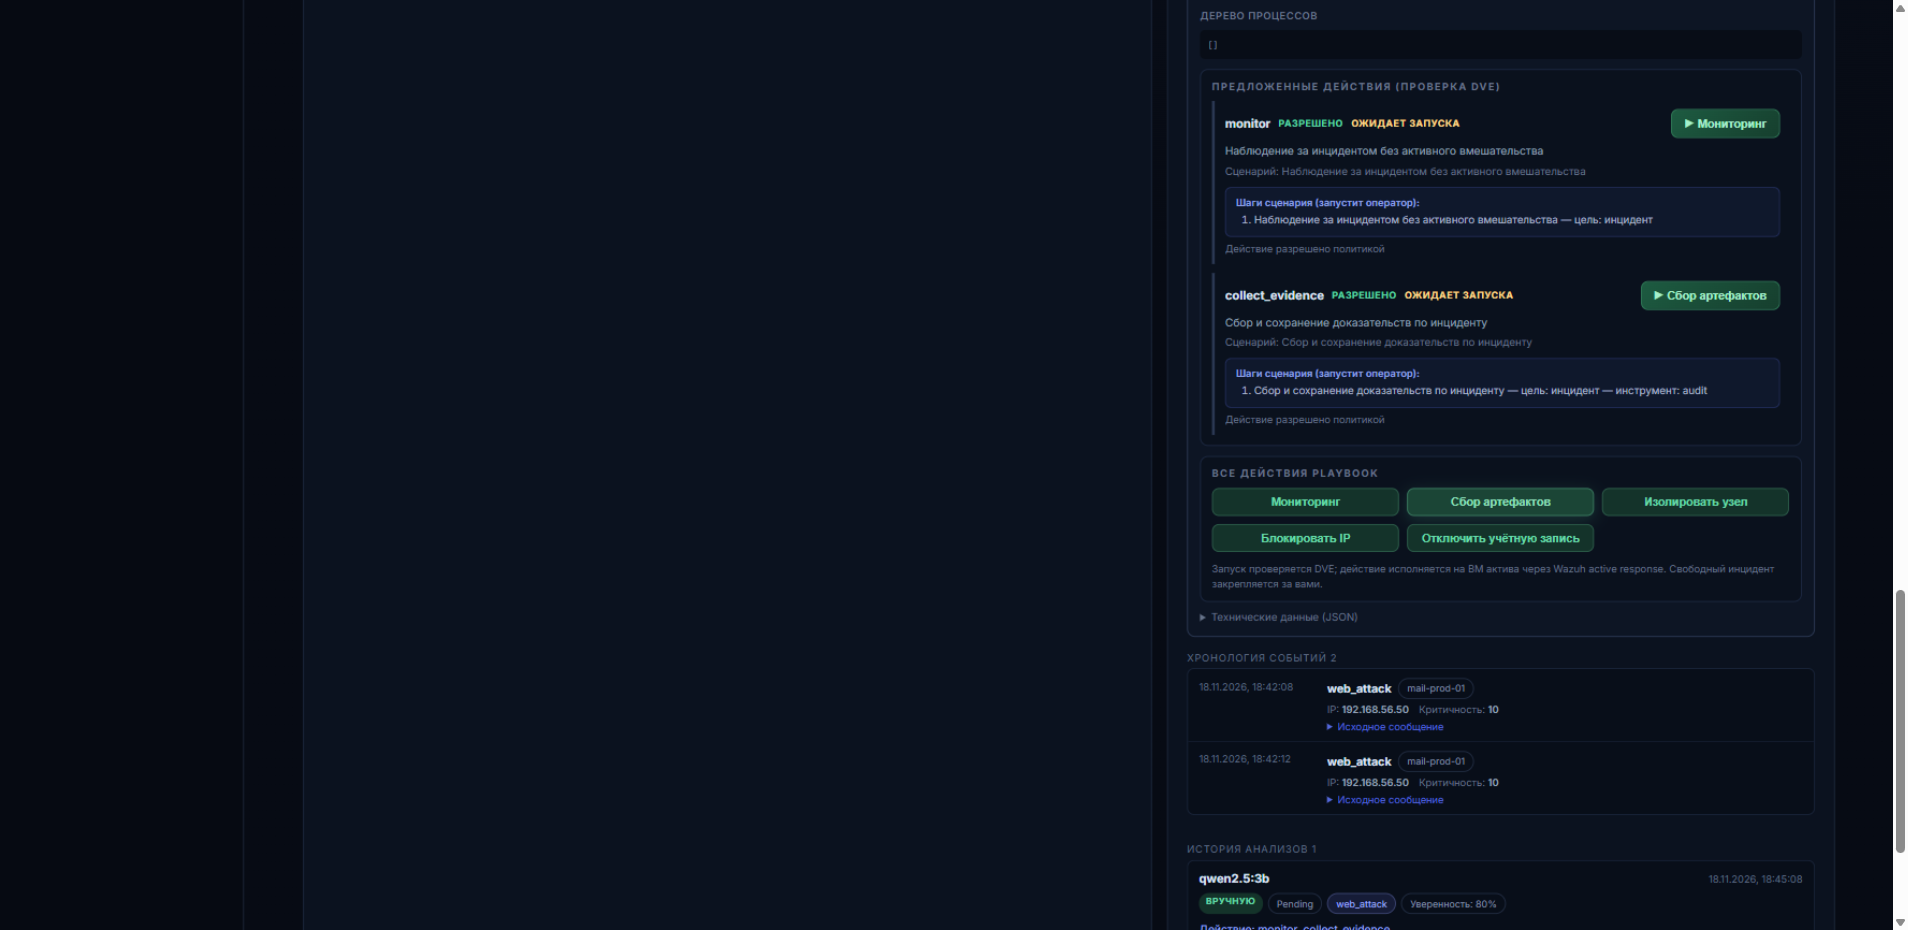 ДЕРЕВО ПРОЦЕССОВ
[]
ПРЕДЛОЖЕННЫЕ ДЕЙСТВИЯ (ПРОВЕРКА DVE)
monitor РАЗРЕШЕНО ОЖИДАЕТ ЗАПУСКА
▶ Мониторинг
Наблюдение за инцидентом без активного вмешательства
Сценарий: Наблюдение за инцидентом без активного вмешательства
Шаги сценария (запустит оператор):
1. Наблюдение за инцидентом без активного вмешательства — цель: инцидент
Действие разрешено политикой
collect_evidence РАЗРЕШЕНО ОЖИДАЕТ ЗАПУСКА
▶ Сбор артефактов
Сбор и сохранение доказательств по инциденту
Сценарий: Сбор и сохранение доказательств по инциденту
Шаги сценария (запустит оператор):
1. Сбор и сохранение доказательств по инциденту — цель: инцидент — инструмент: audit
Действие разрешено политикой
ВСЕ ДЕЙСТВИЯ PLAYBOOK
Мониторинг
Сбор артефактов
Изолировать узел
Блокировать IP
Отключить учётную запись
Запуск проверяется DVE; действие исполняется на ВМ актива через Wazuh active response. Свободный инцидент
закрепляется за вами.
▶ Технические данные (JSON)
ХРОНОЛОГИЯ СОБЫТИЙ 2
18.11.2026, 18:42:08
web_attack mail-prod-01
IP: 192.168.56.50 Критичность: 10
▶ Исходное сообщение
18.11.2026, 18:42:12
web_attack mail-prod-01
IP: 192.168.56.50 Критичность: 10
▶ Исходное сообщение
ИСТОРИЯ АНАЛИЗОВ 1
qwen2.5:3b
18.11.2026, 18:45:08
ВРУЧНУЮ Pending web_attack Уверенность: 80%
Действие: monitor, collect_evidence